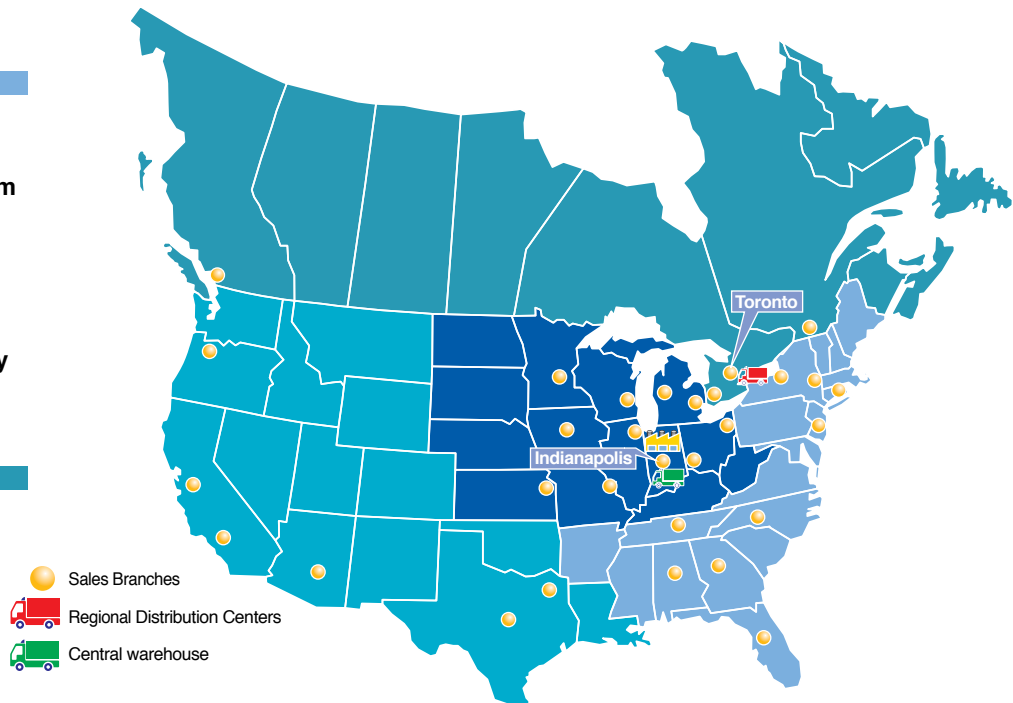 m
y
Toronto
Indianapolis
Sales Branches
Regional Distribution Centers
Central warehouse